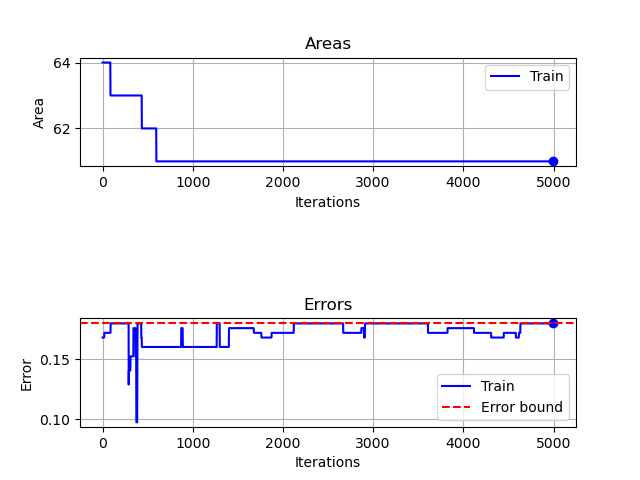 Areas
64
62
Area
Train
0 1000 2000 3000 4000 5000
Iterations
Errors
0.15
0.10
Error
Train
Error bound
0 1000 2000 3000 4000 5000
Iterations